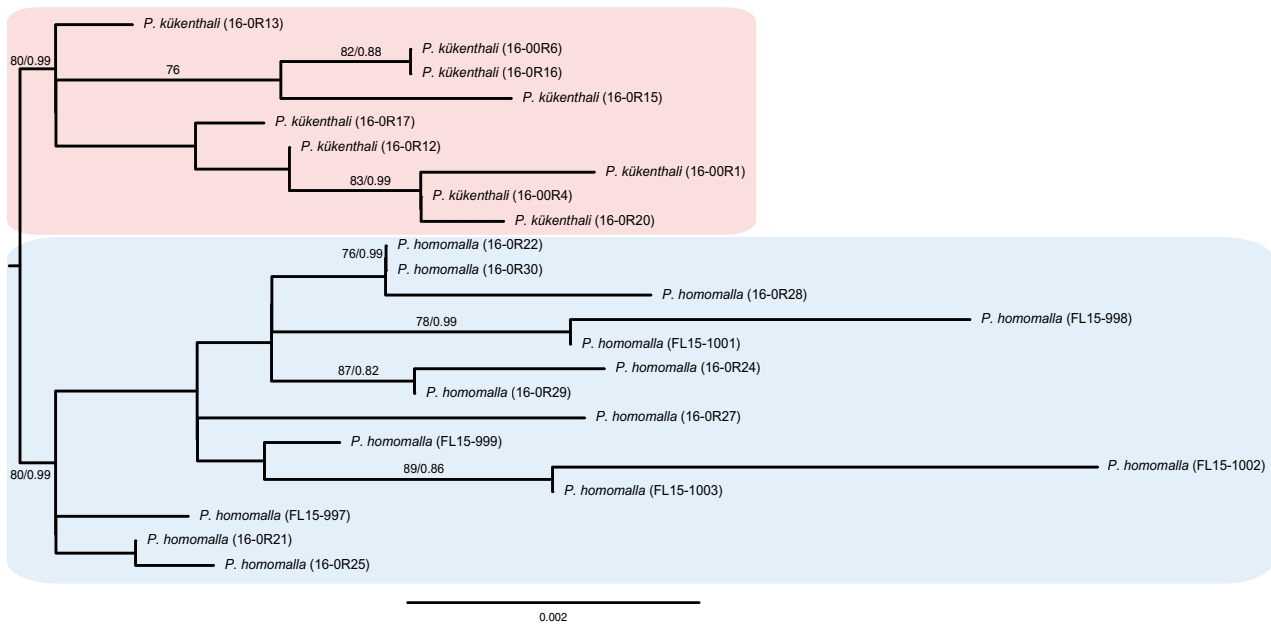 P. kükenthali (16-0R13)
80/0.99
76
82/0.88
P. kükenthali (16-00R6)
P. kükenthali (16-0R16)
P. kükenthali (16-0R15)
P. kükenthali (16-0R17)
P. kükenthali (16-0R12)
83/0.99
P. kükenthali (16-00R1)
P. kükenthali (16-00R4)
P. kükenthali (16-0R20)
P. homomalla (16-0R22)
76/0.99
P. homomalla (16-0R30)
P. homomalla (16-0R28)
78/0.99
P. homomalla (FL15-998)
P. homomalla (FL15-1001)
87/0.82
P. homomalla (16-0R24)
P. homomalla (16-0R29)
P. homomalla (16-0R27)
P. homomalla (FL15-999)
89/0.86
P. homomalla (FL15-1002)
80/0.99
P. homomalla (FL15-1003)
P. homomalla (FL15-997)
P. homomalla (16-0R21)
P. homomalla (16-0R25)
0.002